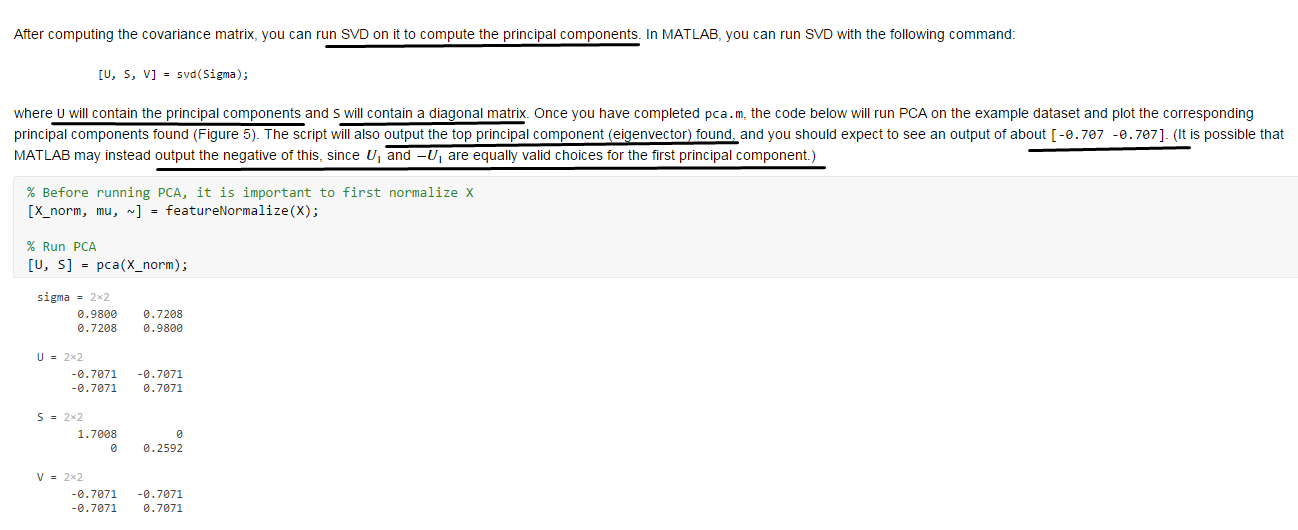 After computing the covariance matrix, you can run SVD on it to compute the principal components. In MATLAB, you can run SVD with the following command:
[U, S, V] = svd(Sigma);
where U will contain the principal components and S will contain a diagonal matrix. Once you have completed pca.m, the code below will run PCA on the example dataset and plot the corresponding
principal components found (Figure 5). The script will also output the top principal component (eigenvector) found, and you should expect to see an output of about [-0.707 -0.707]. (It is possible that
MATLAB may instead output the negative of this, since U₁ and −U₁ are equally valid choices for the first principal component.)
% Before running PCA, it is important to first normalize X
[X_norm, mu, ~] = featureNormalize(X);
% Run PCA
[U, S] = pca(X_norm);
sigma = 2×2
0.9800 0.7208
0.7208 0.9800
U = 2×2
-0.7071 -0.7071
-0.7071 0.7071
S = 2×2
1.7008 0
0 0.2592
V = 2×2
-0.7071 -0.7071
-0.7071 0.7071